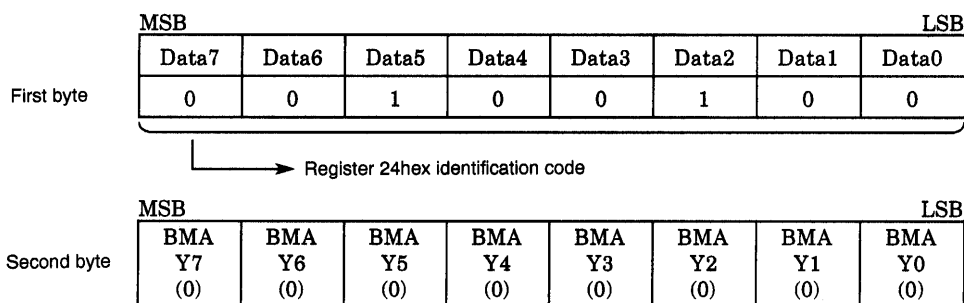 MSB LSB
Data7 Data6 Data5 Data4 Data3 Data2 Data1 Data0
First byte 0 0 1 0 0 1 0 0
Register 24hex identification code
MSB LSB
BMA BMA BMA BMA BMA BMA BMA BMA
Second byte Y7 Y6 Y5 Y4 Y3 Y2 Y1 Y0
(0) (0) (0) (0) (0) (0) (0) (0)